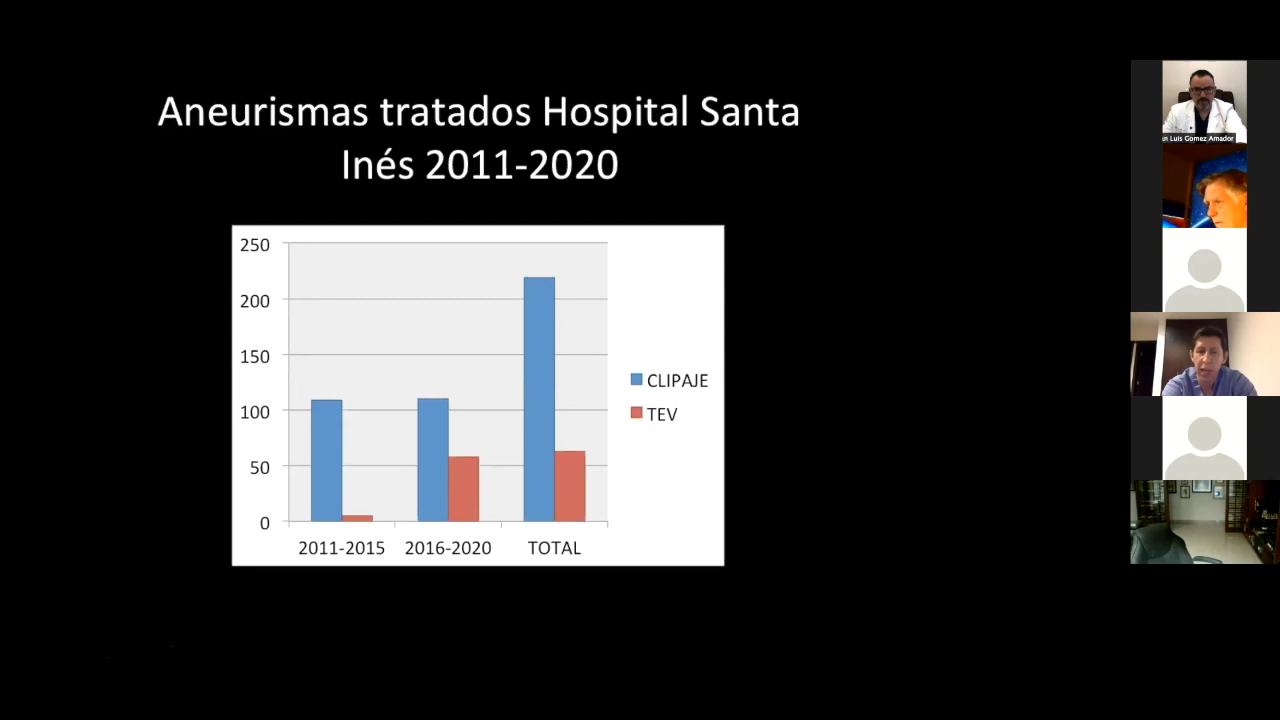 Aneurismas tratados Hospital Santa
Inés 2011-2020
250
200
150
100
50
0
2011-2015 2016-2020 TOTAL
CLIPAJE
TEV
Luis Gomez Amador